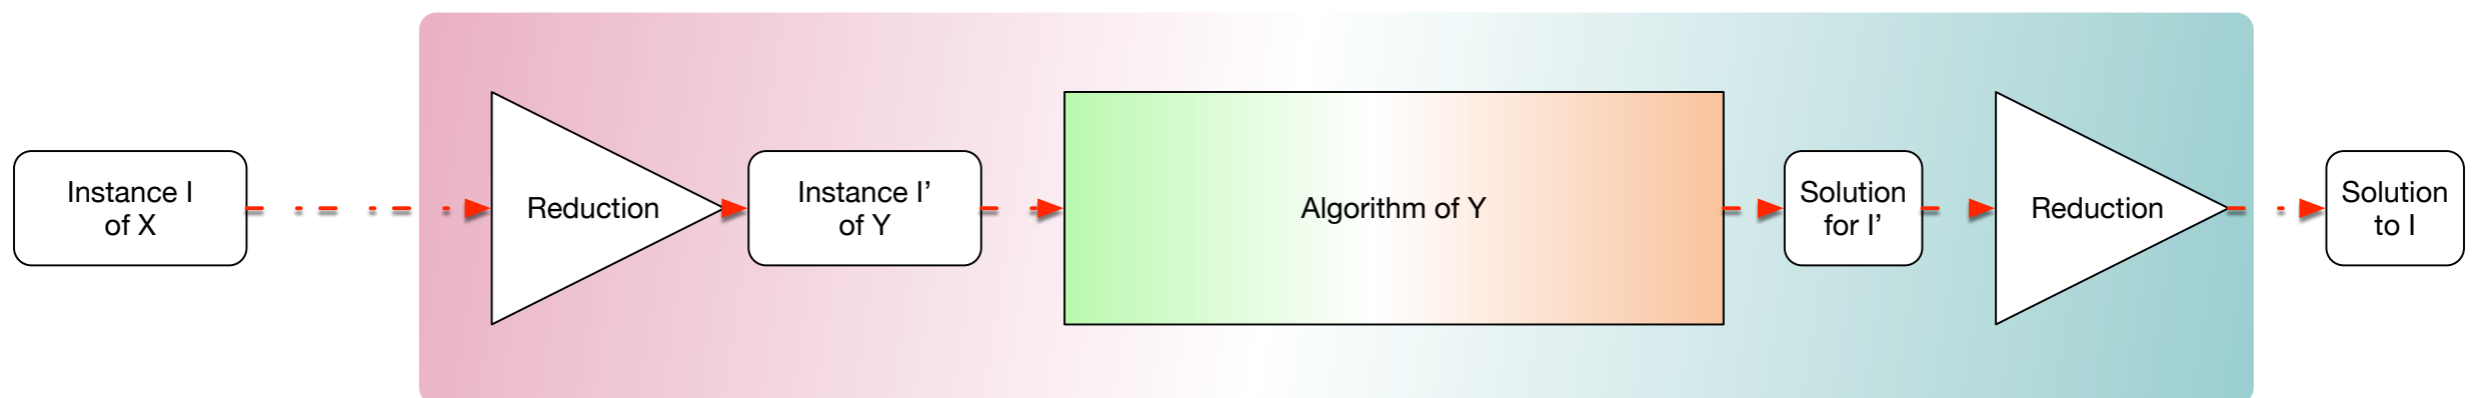 Instance I
of X
Reduction
Instance I’
of Y
Algorithm of Y
Solution
for I’
Reduction
Solution
to I